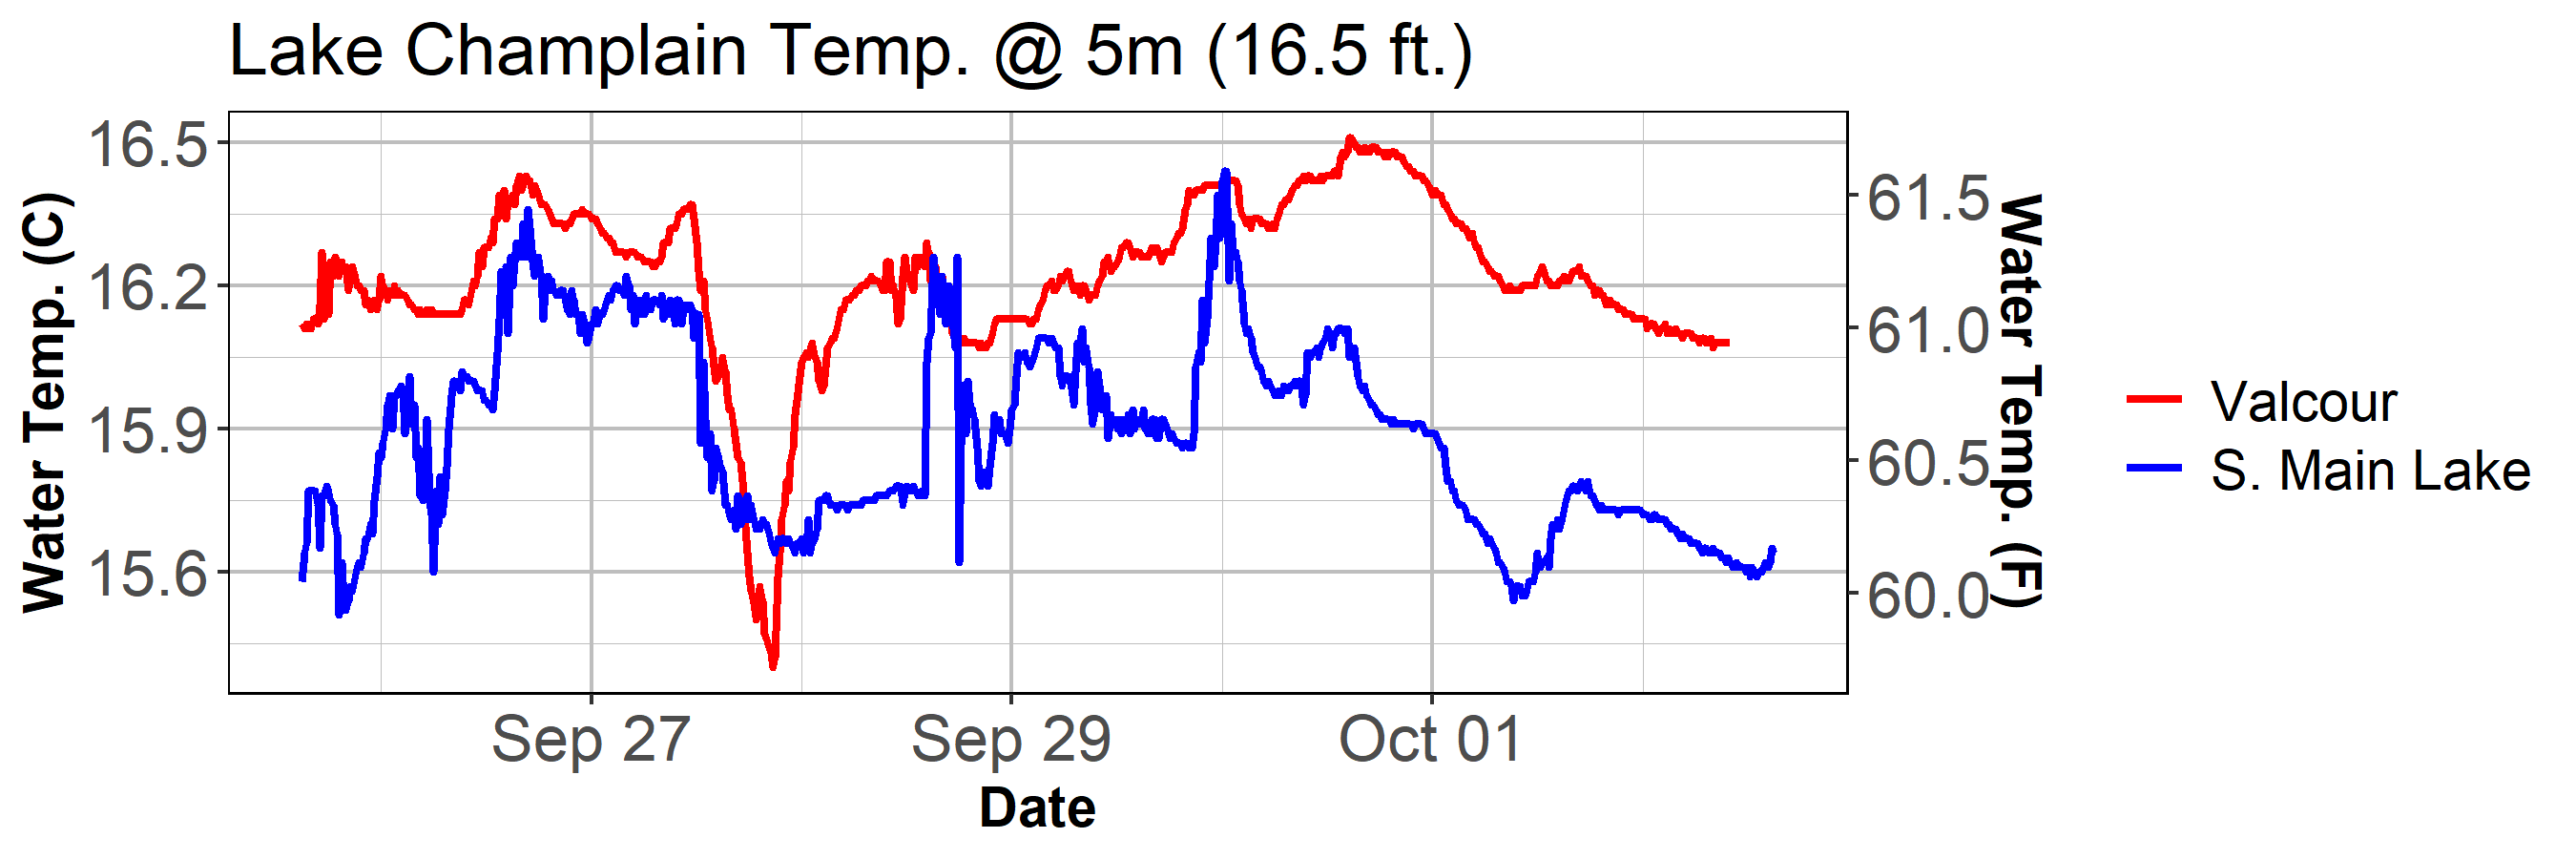 Lake Champlain Temp. @ 5m (16.5 ft.)
Water Temp. (C)
16.5
16.2
15.9
15.6
61.5
61.0
60.5
60.0
Water Temp. (F)
Sep 27
Sep 29
Oct 01
Date
Valcour
S. Main Lake